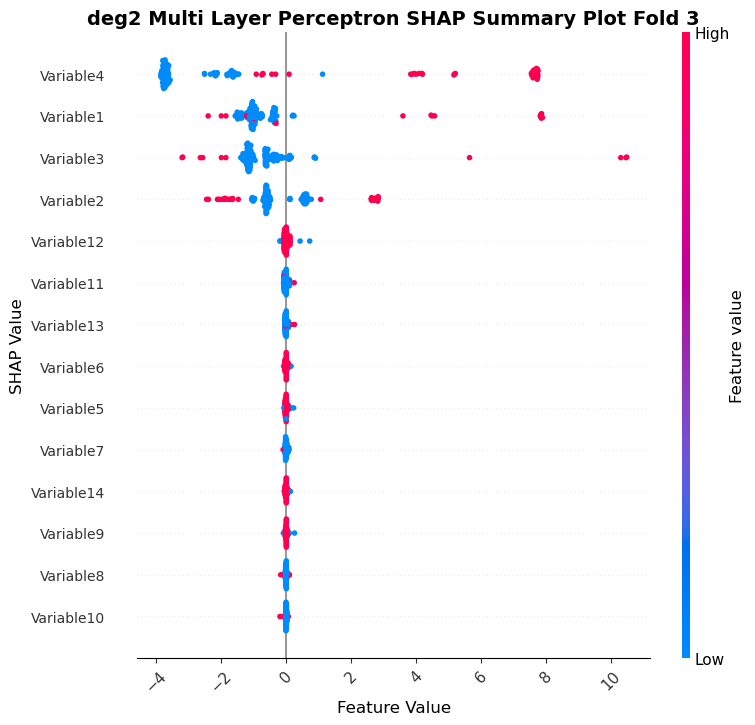 deg2 Multi Layer Perceptron SHAP Summary Plot Fold 3
High
Variable4
Variable1
Variable3
Variable2
Variable12
Variable11
Variable13
Variable6
Variable5
Variable7
Variable14
Variable9
Variable8
Variable10
SHAP Value
Feature value
Low
−4
−2
0
2
4
6
8
10
Feature Value